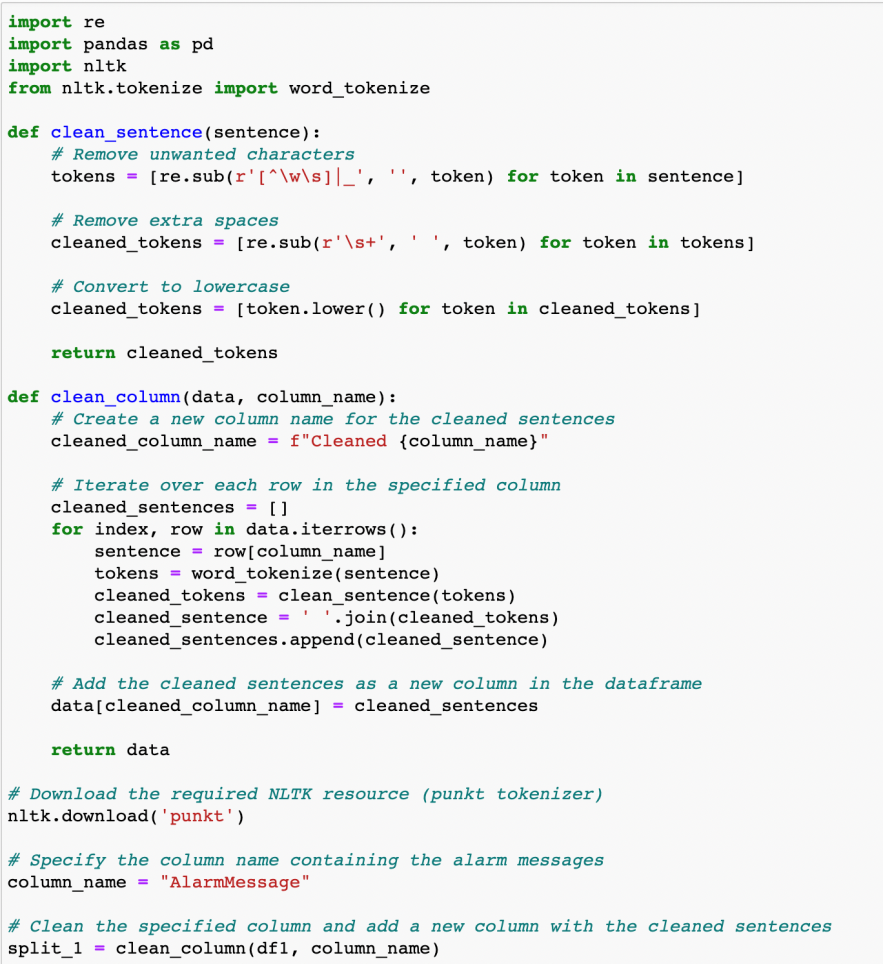 import re
import pandas as pd
import nltk
from nltk.tokenize import word_tokenize

def clean_sentence(sentence):
    # Remove unwanted characters
    tokens = [re.sub(r'[^\w\s]|_', '', token) for token in sentence]

    # Remove extra spaces
    cleaned_tokens = [re.sub(r'\s+', ' ', token) for token in tokens]

    # Convert to lowercase
    cleaned_tokens = [token.lower() for token in cleaned_tokens]

    return cleaned_tokens

def clean_column(data, column_name):
    # Create a new column name for the cleaned sentences
    cleaned_column_name = f"Cleaned {column_name}"

    # Iterate over each row in the specified column
    cleaned_sentences = []
    for index, row in data.iterrows():
        sentence = row[column_name]
        tokens = word_tokenize(sentence)
        cleaned_tokens = clean_sentence(tokens)
        cleaned_sentence = ' '.join(cleaned_tokens)
        cleaned_sentences.append(cleaned_sentence)

    # Add the cleaned sentences as a new column in the dataframe
    data[cleaned_column_name] = cleaned_sentences

    return data

# Download the required NLTK resource (punkt tokenizer)
nltk.download('punkt')

# Specify the column name containing the alarm messages
column_name = "AlarmMessage"

# Clean the specified column and add a new column with the cleaned sentences
split_1 = clean_column(df1, column_name)